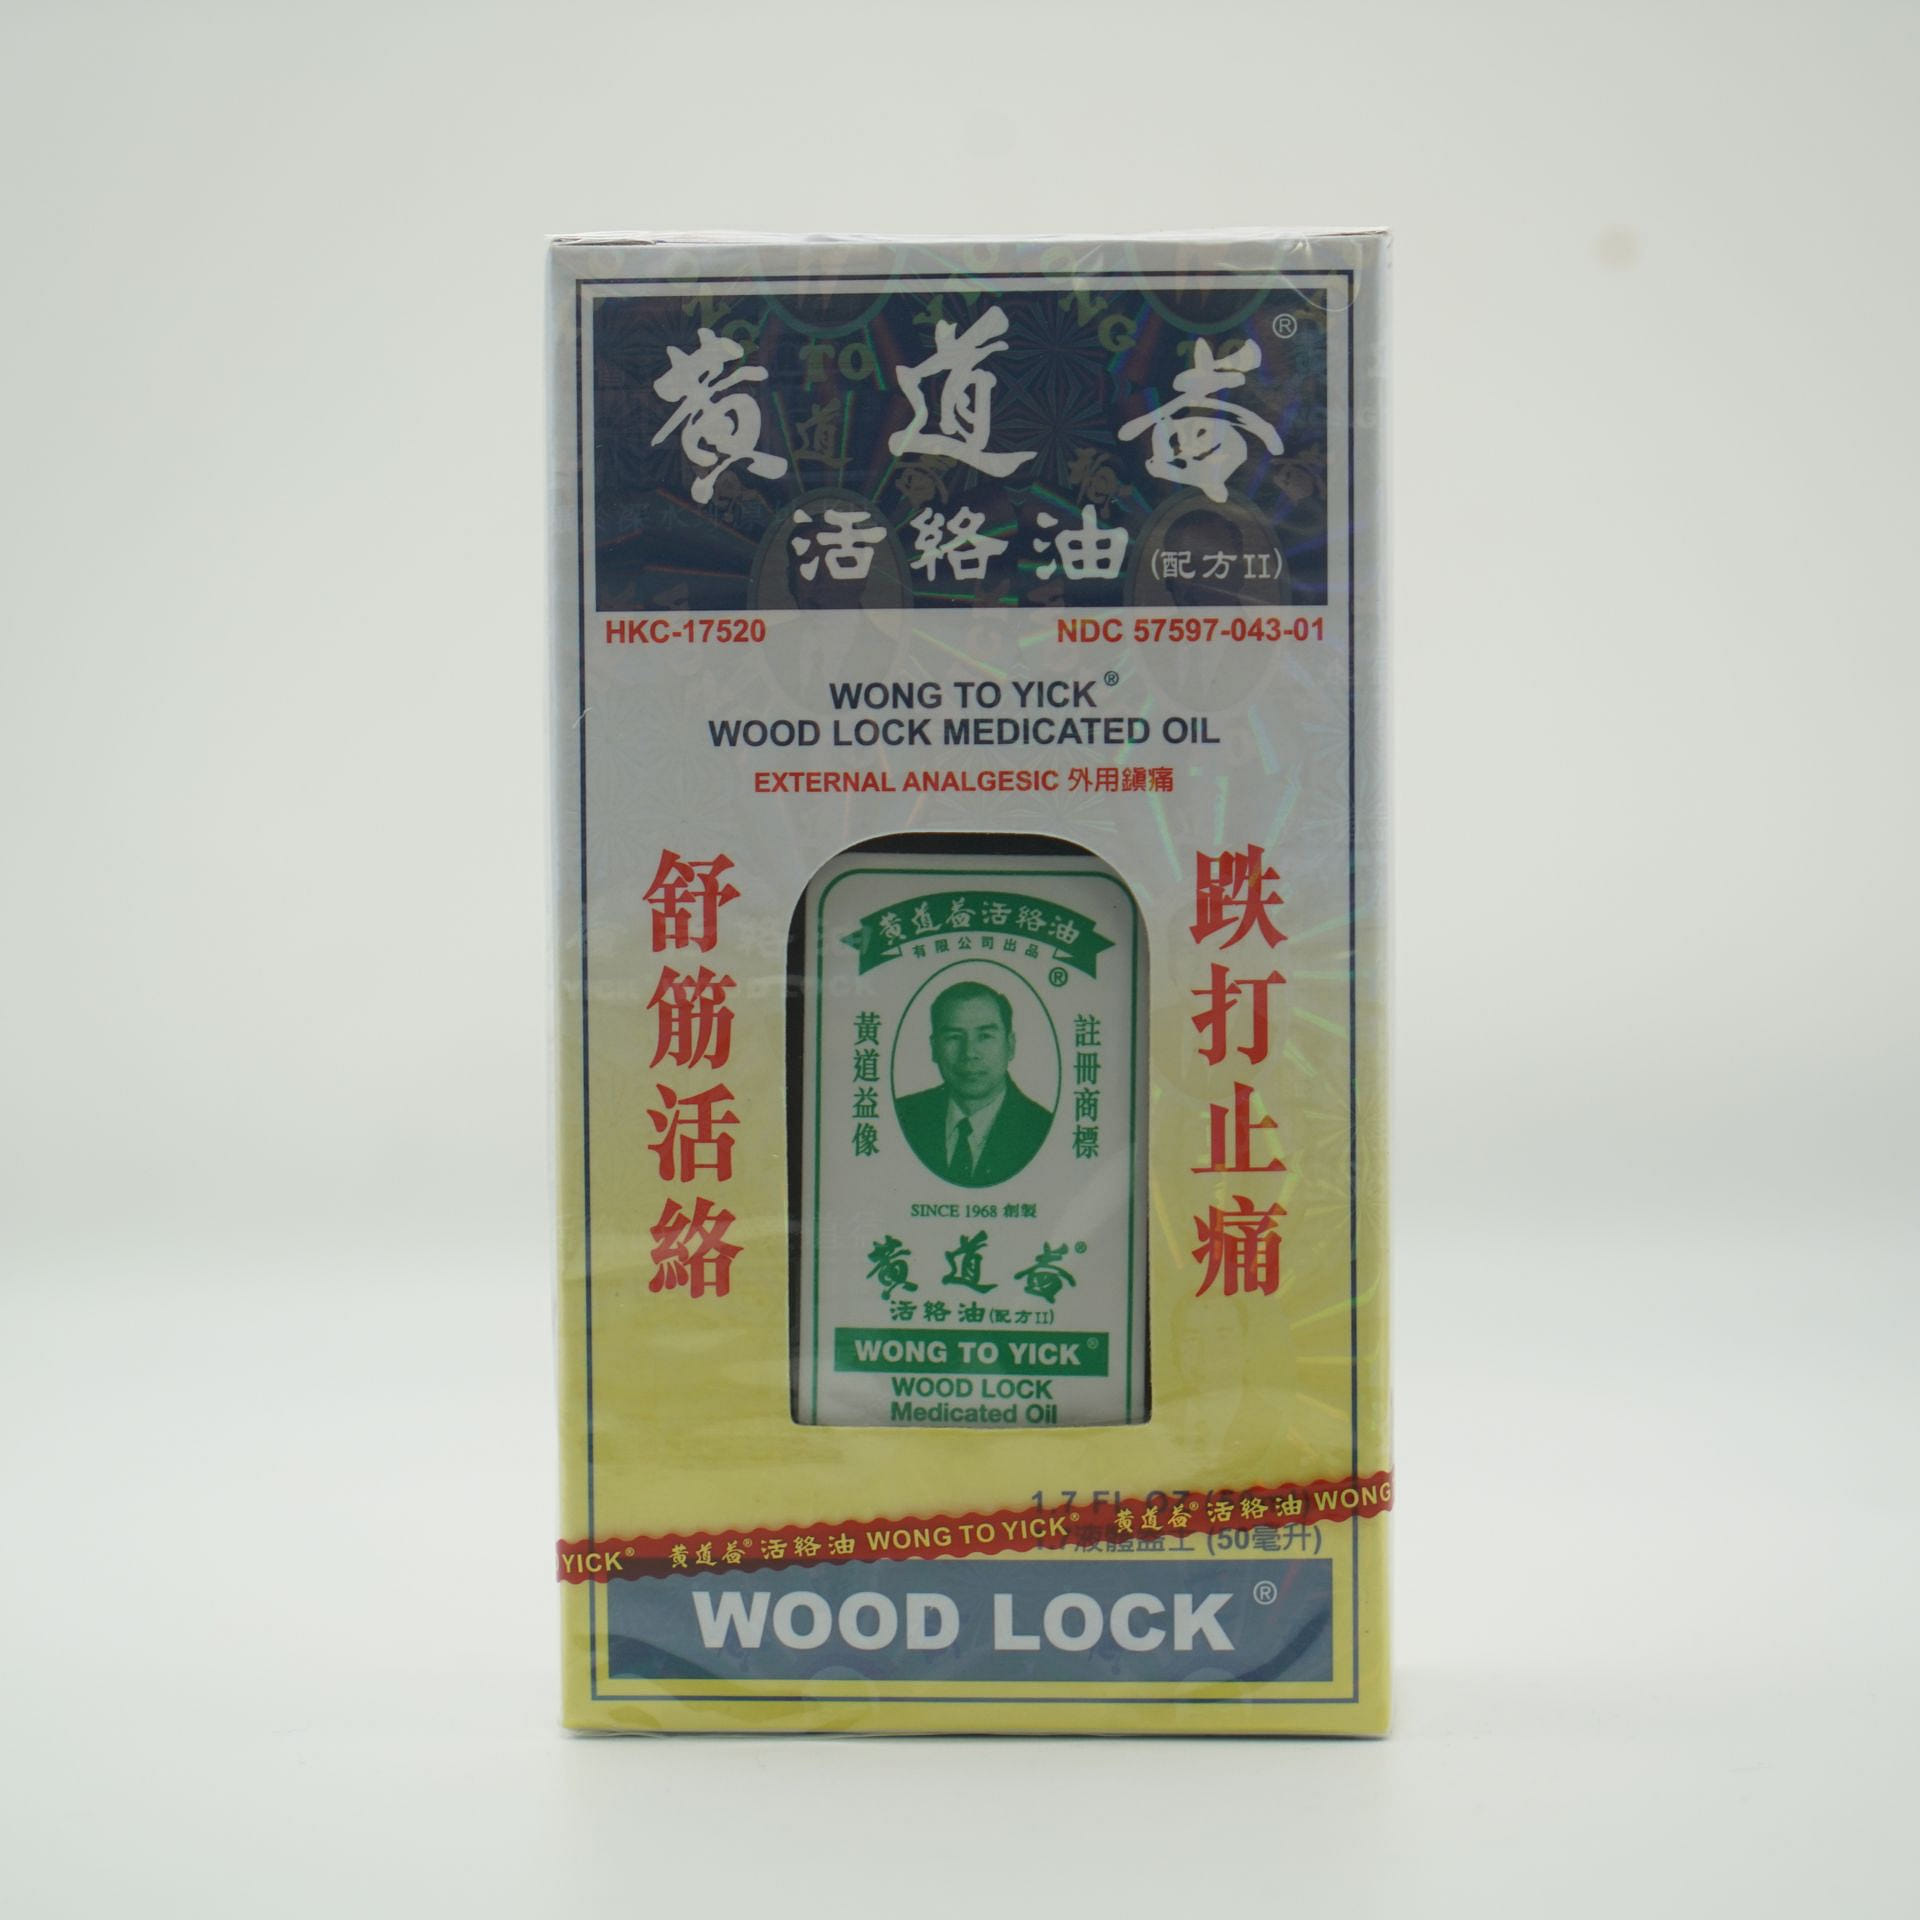 黃道益®
活絡油(配方II)
HKC-17520 NDC 57597-043-01
WONG TO YICK®
WOOD LOCK MEDICATED OIL
EXTERNAL ANALGESIC 外用鎮痛
舒筋活絡
跌打止痛
黃道益活絡油
有限公司出品
®
黃道益像
註冊商標
SINCE 1968 創製
黃道益®
活絡油(配方II)
WONG TO YICK®
WOOD LOCK
Medicated Oil
1.7 FL OZ
(50毫升)
YICK® 黃道益®活絡油 WONG TO YICK® 黃道益®活絡油 WONG
WOOD LOCK®